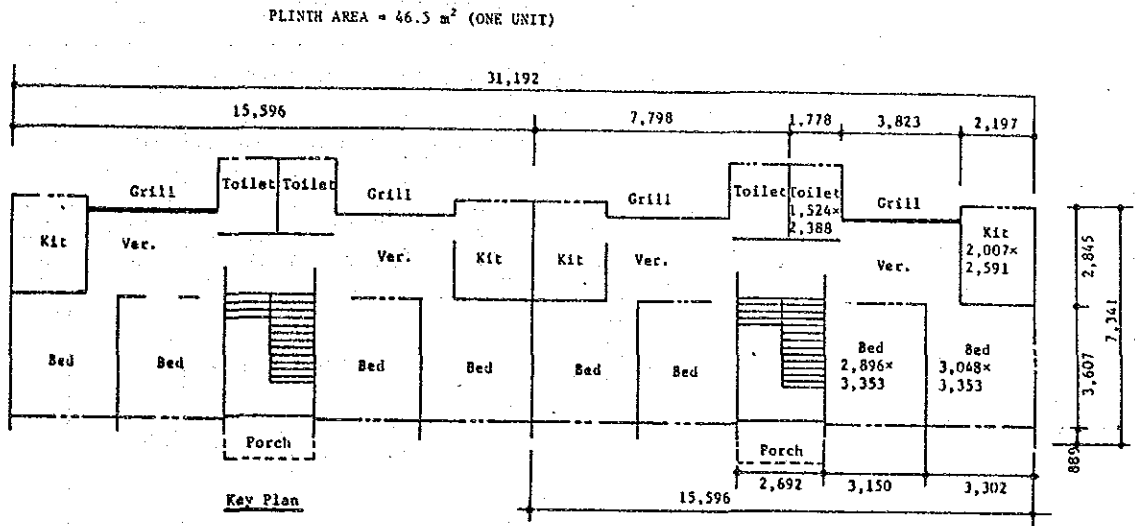 PLINTH AREA = 46.5 m² (ONE UNIT)
31,192
15,596 7,798 1,778 3,823 2,197
Grill Toilet Toilet Grill Grill Toilet Toilet Grill
1,524×
2,388
Kit Ver. Ver. Kit Kit Ver. Ver. Kit
2,007×
2,591
2,845
7,341
Bed Bed Bed Bed Bed Bed Bed Bed
2,896× 3,048×
3,353 3,353
3,607
Porch Porch
889
2,692 3,150 3,302
Key Plan 15,596